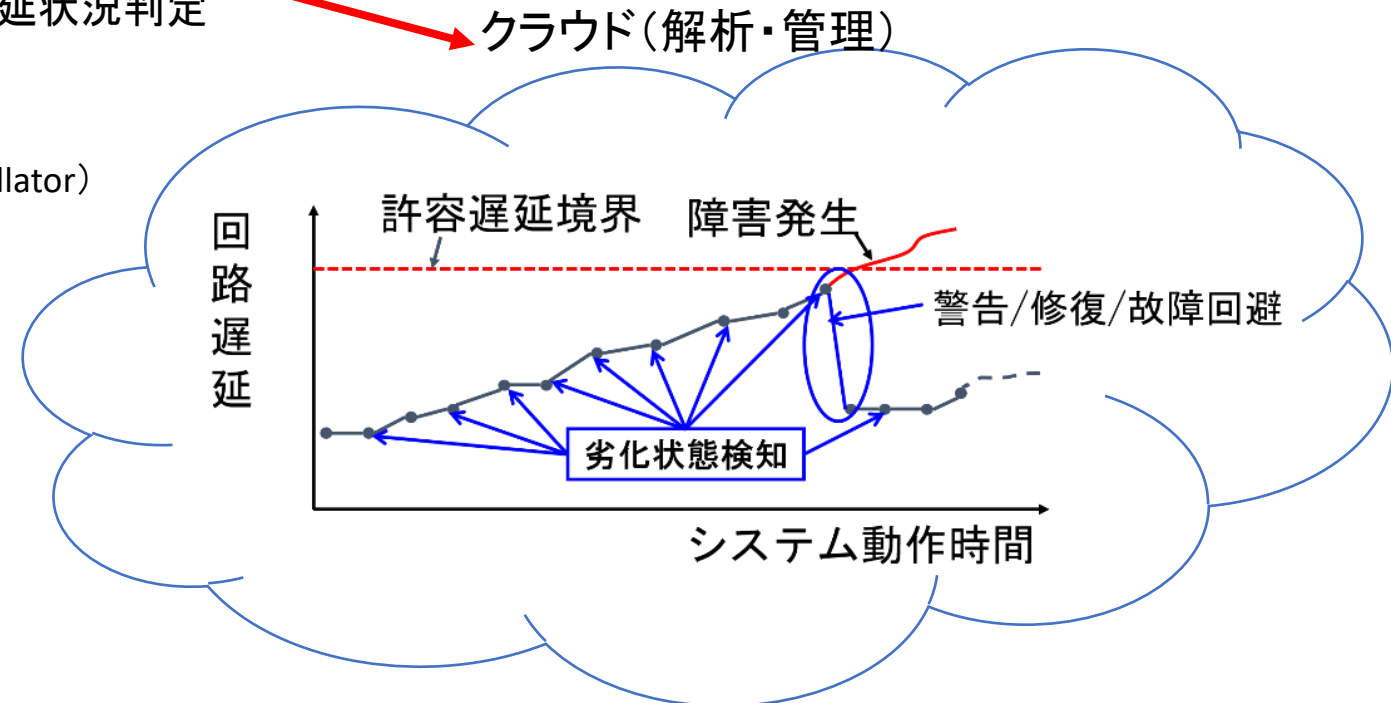 延状況判定
クラウド（解析・管理）
llator）
回路遅延
許容遅延境界
障害発生
警告/修復/故障回避
劣化状態検知
システム動作時間